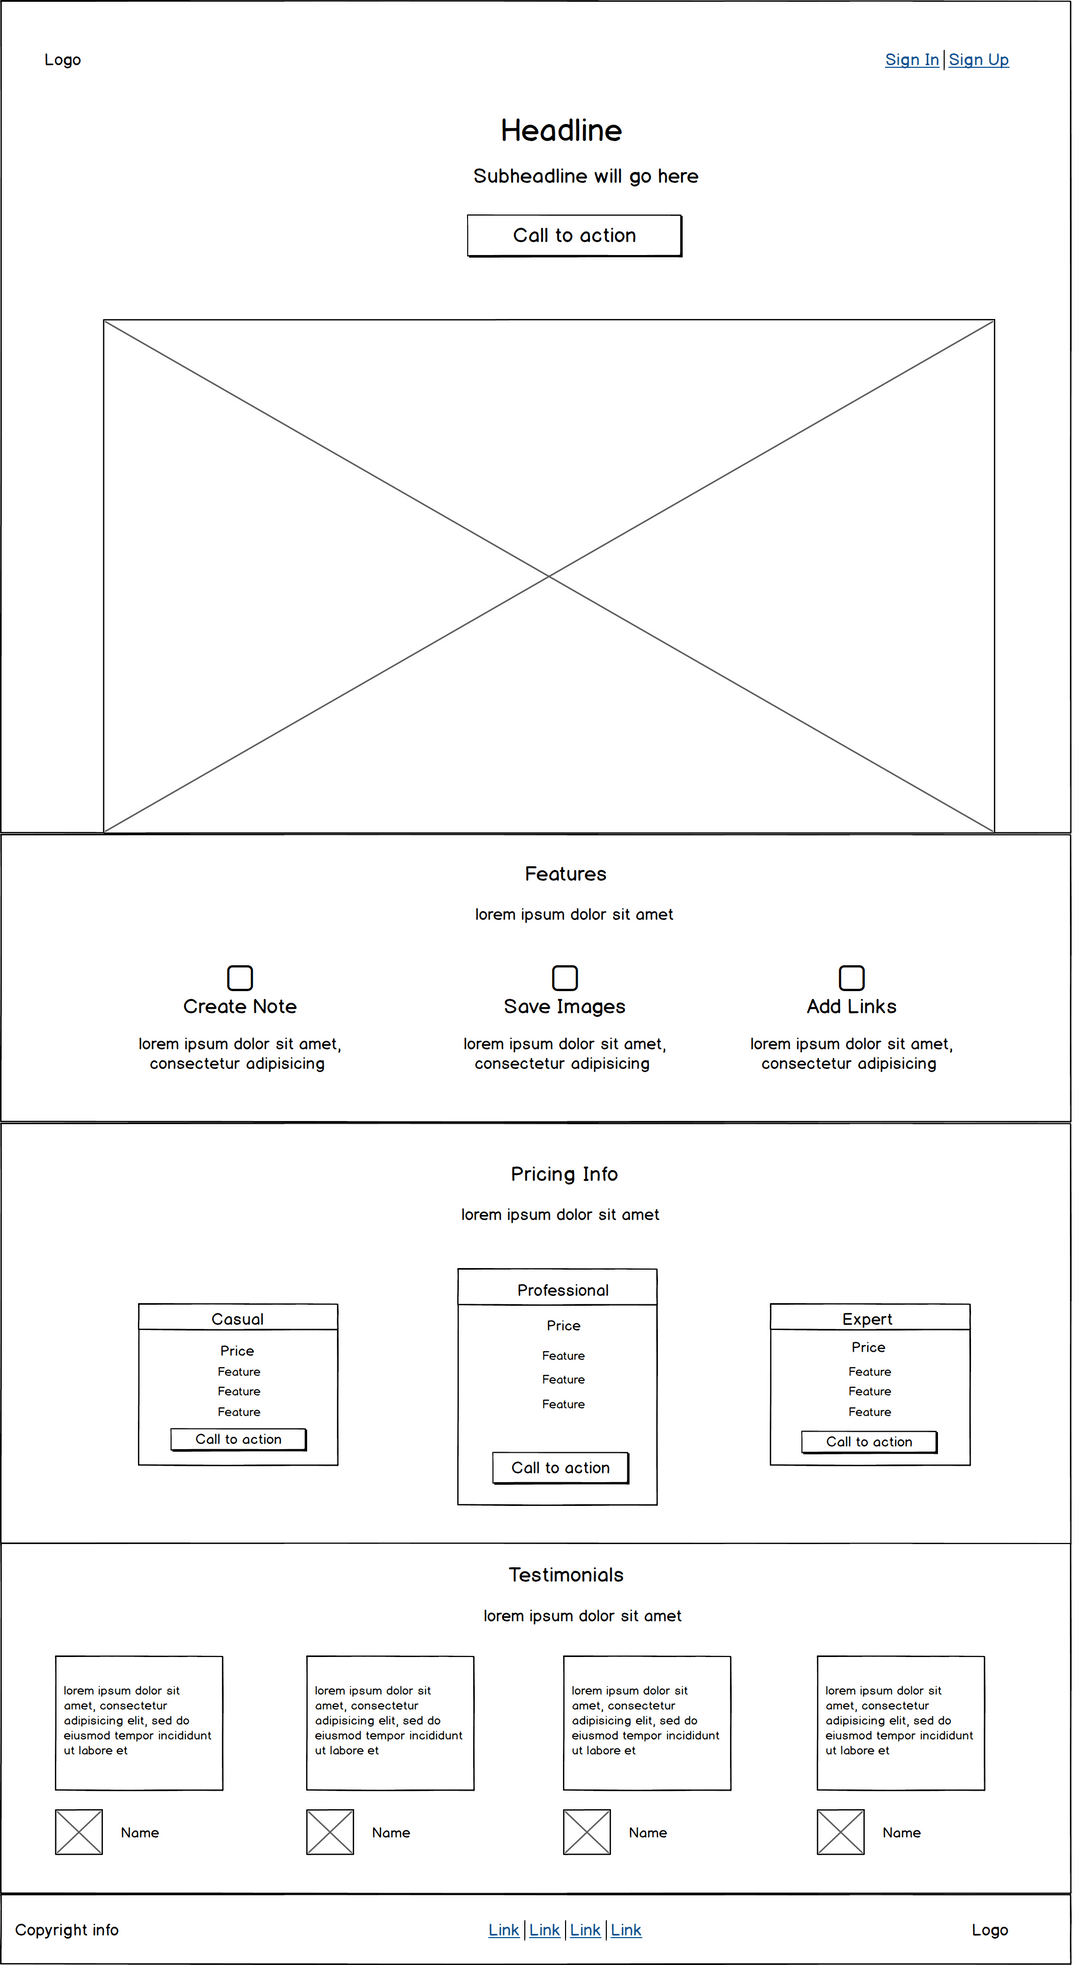 Logo
Sign In | Sign Up
Headline
Subheadline will go here
Call to action
Features
lorem ipsum dolor sit amet
Create Note
lorem ipsum dolor sit amet,
consectetur adipisicing
Save Images
lorem ipsum dolor sit amet,
consectetur adipisicing
Add Links
lorem ipsum dolor sit amet,
consectetur adipisicing
Pricing Info
lorem ipsum dolor sit amet
Casual
Price
Feature
Feature
Feature
Call to action
Professional
Price
Feature
Feature
Feature
Call to action
Expert
Price
Feature
Feature
Feature
Call to action
Testimonials
lorem ipsum dolor sit amet
lorem ipsum dolor sit
amet, consectetur
adipisicing elit, sed do
eiusmod tempor incididunt
ut labore et
Name
lorem ipsum dolor sit
amet, consectetur
adipisicing elit, sed do
eiusmod tempor incididunt
ut labore et
Name
lorem ipsum dolor sit
amet, consectetur
adipisicing elit, sed do
eiusmod tempor incididunt
ut labore et
Name
lorem ipsum dolor sit
amet, consectetur
adipisicing elit, sed do
eiusmod tempor incididunt
ut labore et
Name
Copyright info
Link | Link | Link | Link
Logo